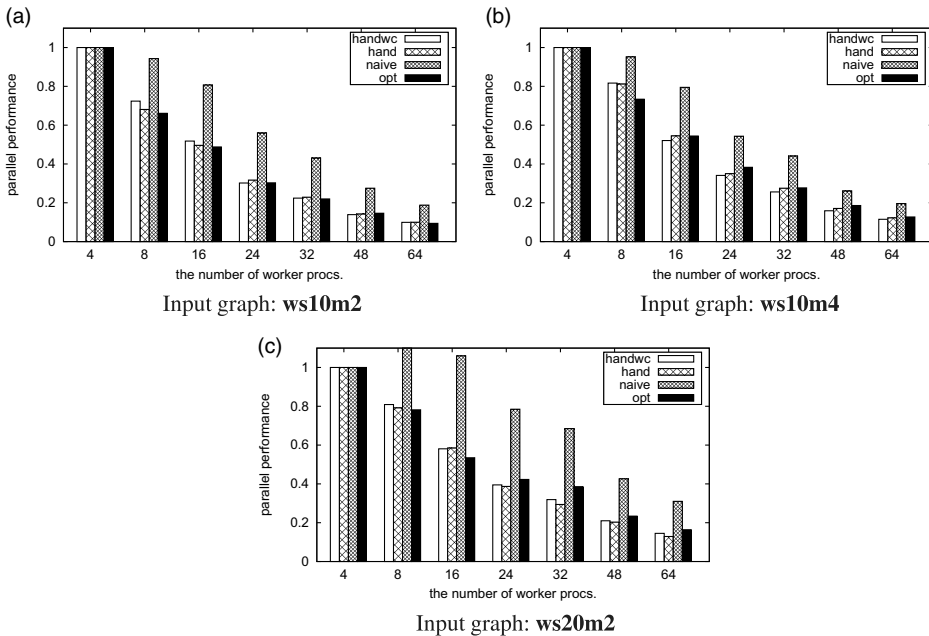 (a)
1
0.8
0.6
0.4
0.2
0
parallel performance
handwc
hand
naive
opt
4 8 16 24 32 48 64
the number of worker procs.
Input graph: ws10m2
(b)
1
0.8
0.6
0.4
0.2
0
parallel performance
handwc
hand
naive
opt
4 8 16 24 32 48 64
the number of worker procs.
Input graph: ws10m4
(c)
1
0.8
0.6
0.4
0.2
0
parallel performance
handwc
hand
naive
opt
4 8 16 24 32 48 64
the number of worker procs.
Input graph: ws20m2